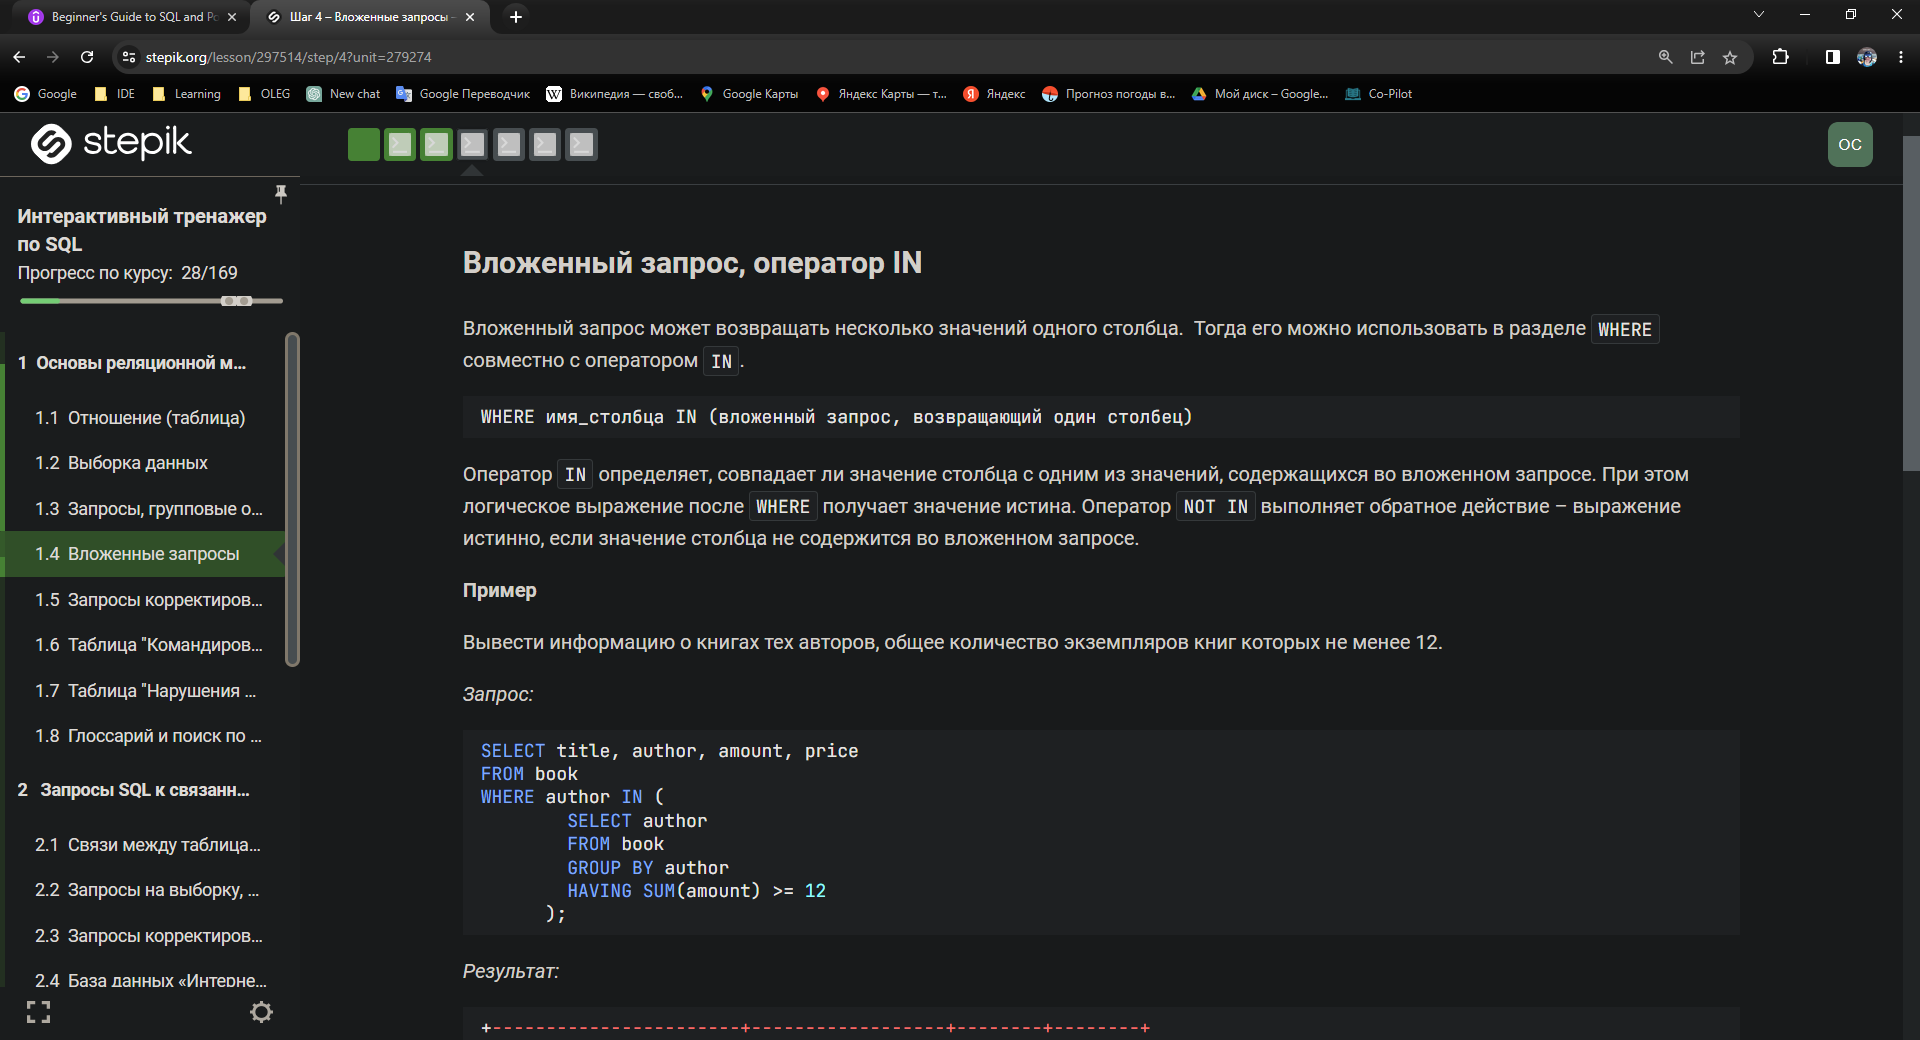 Beginner's Guide to SQL and Po
Шаг 4 – Вложенные запросы –
stepik.org/lesson/297514/step/4?unit=279274
Google
IDE
Learning
OLEG
New chat
Google Переводчик
Википедия — своб...
Google Карты
Яндекс Карты — т...
Яндекс
Прогноз погоды в...
Мой диск – Google...
Co-Pilot
stepik
OC
Интерактивный тренажер
по SQL
Прогресс по курсу: 28/169
1 Основы реляционной м...
1.1 Отношение (таблица)
1.2 Выборка данных
1.3 Запросы, групповые о...
1.4 Вложенные запросы
1.5 Запросы корректиров...
1.6 Таблица "Командиров...
1.7 Таблица "Нарушения ...
1.8 Глоссарий и поиск по ...
2 Запросы SQL к связанн...
2.1 Связи между таблица...
2.2 Запросы на выборку, ...
2.3 Запросы корректиров...
2.4 База данных «Интерне...
Вложенный запрос, оператор IN
Вложенный запрос может возвращать несколько значений одного столбца. Тогда его можно использовать в разделе WHERE
совместно с оператором IN.
WHERE имя_столбца IN (вложенный запрос, возвращающий один столбец)
Оператор IN определяет, совпадает ли значение столбца с одним из значений, содержащихся во вложенном запросе. При этом
логическое выражение после WHERE получает значение истина. Оператор NOT IN выполняет обратное действие – выражение
истинно, если значение столбца не содержится во вложенном запросе.
Пример
Вывести информацию о книгах тех авторов, общее количество экземпляров книг которых не менее 12.
Запрос:
SELECT title, author, amount, price
FROM book
WHERE author IN (
SELECT author
FROM book
GROUP BY author
HAVING SUM(amount) >= 12
);
Результат:
+-----------------------+------------------+--------+--------+